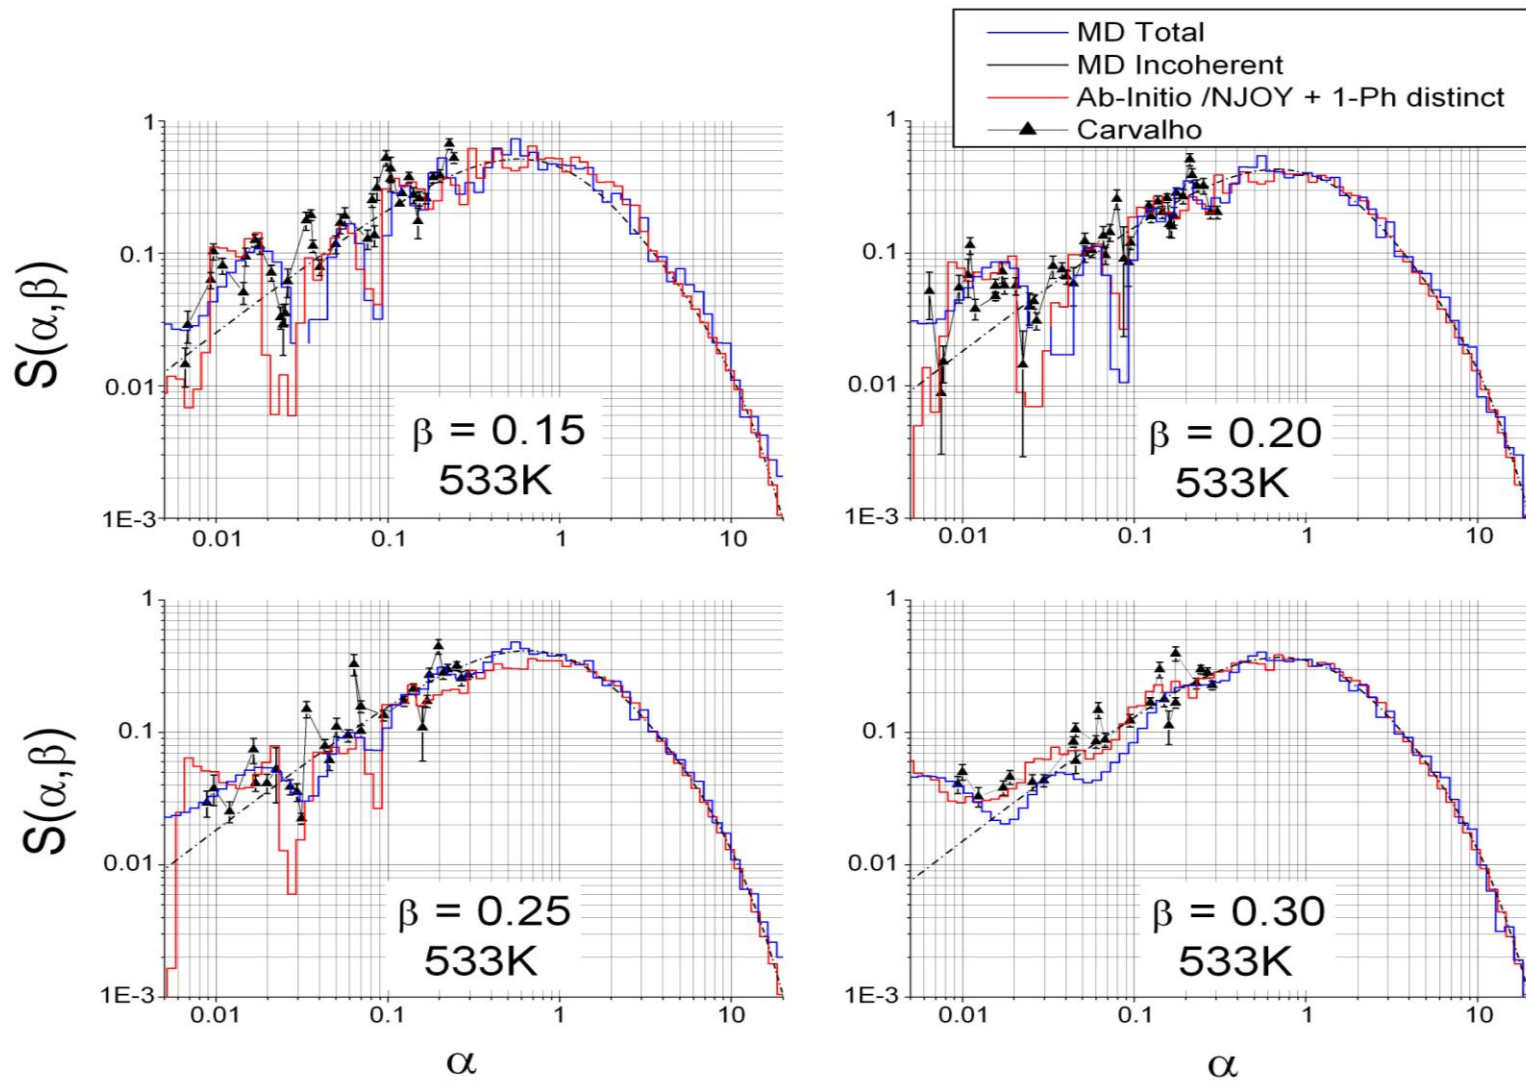 MD Total
MD Incoherent
Ab-Initio /NJOY + 1-Ph distinct
Carvalho
1
0.1
0.01
1E-3
0.01
0.1
1
10
S(α,β)
β = 0.15
533K
1
0.1
0.01
1E-3
0.01
0.1
1
10
β = 0.20
533K
1
0.1
0.01
1E-3
0.01
0.1
1
10
S(α,β)
β = 0.25
533K
α
1
0.1
0.01
1E-3
0.01
0.1
1
10
β = 0.30
533K
α